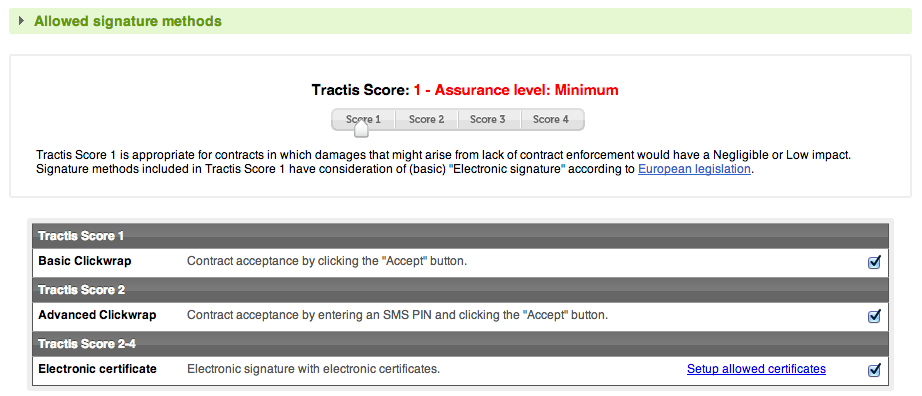 Allowed signature methods
Tractis Score: 1 - Assurance level: Minimum
Score 1 Score 2 Score 3 Score 4
Tractis Score 1 is appropriate for contracts in which damages that might arise from lack of contract enforcement would have a Negligible or Low impact.
Signature methods included in Tractis Score 1 have consideration of (basic) "Electronic signature" according to European legislation.
Tractis Score 1
Basic Clickwrap Contract acceptance by clicking the "Accept" button.
Tractis Score 2
Advanced Clickwrap Contract acceptance by entering an SMS PIN and clicking the "Accept" button.
Tractis Score 2-4
Electronic certificate Electronic signature with electronic certificates. Setup allowed certificates